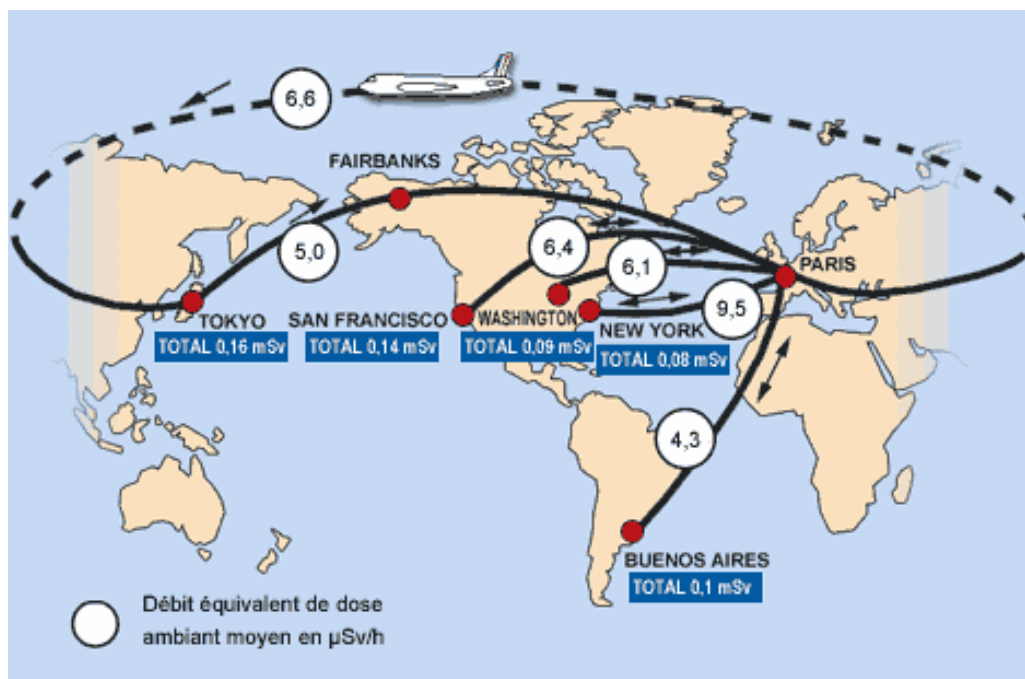 6,6
FAIRBANKS
5,0
6,4
6,1
PARIS
9,5
TOKYO
TOTAL 0,16 mSv
SAN FRANCISCO
TOTAL 0,14 mSv
WASHINGTON
TOTAL 0,09 mSv
NEW YORK
TOTAL 0,08 mSv
4,3
BUENOS AIRES
TOTAL 0,1 mSv
Débit équivalent de dose
ambiant moyen en µSv/h